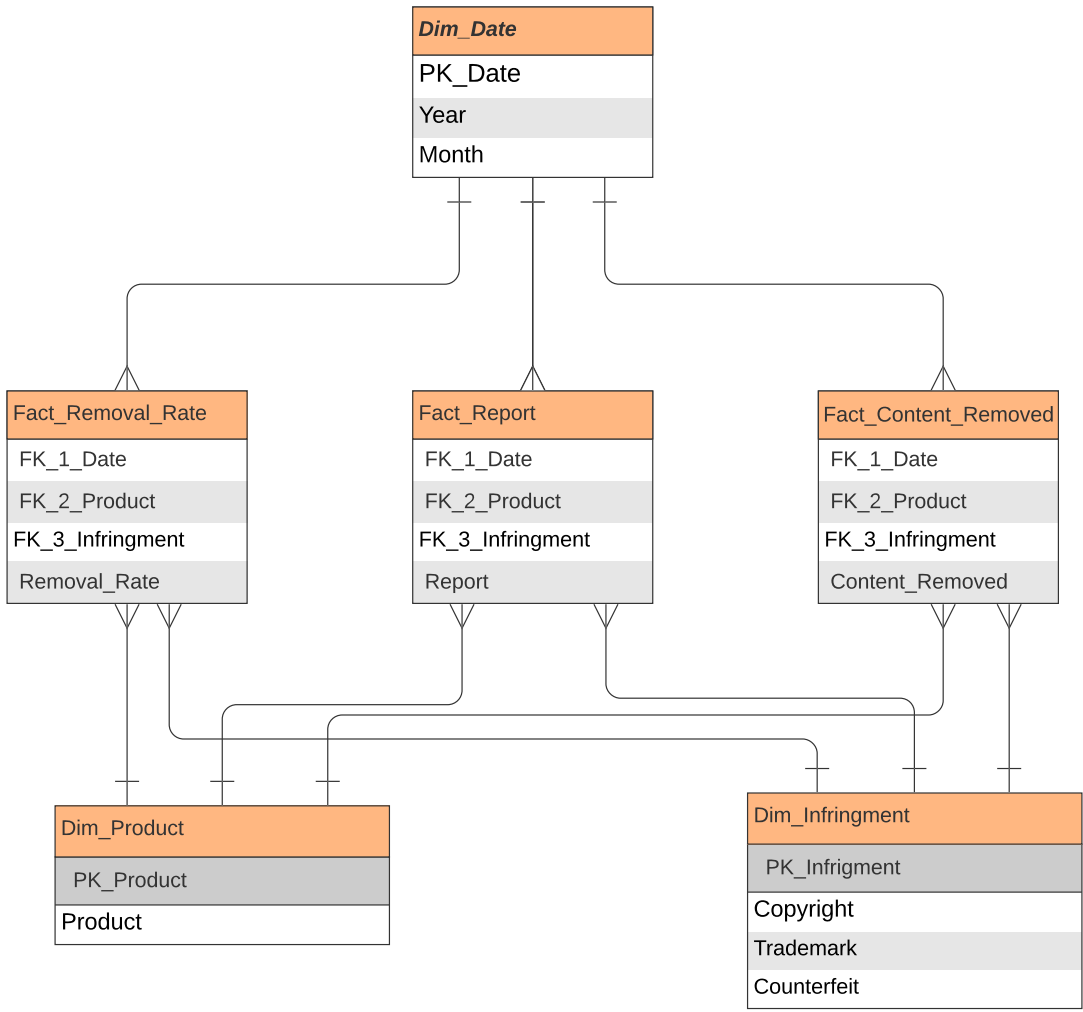 Dim_Date
PK_Date
Year
Month
Fact_Removal_Rate
FK_1_Date
FK_2_Product
FK_3_Infringment
Removal_Rate
Fact_Report
FK_1_Date
FK_2_Product
FK_3_Infringment
Report
Fact_Content_Removed
FK_1_Date
FK_2_Product
FK_3_Infringment
Content_Removed
Dim_Product
PK_Product
Product
Dim_Infringment
PK_Infrigment
Copyright
Trademark
Counterfeit